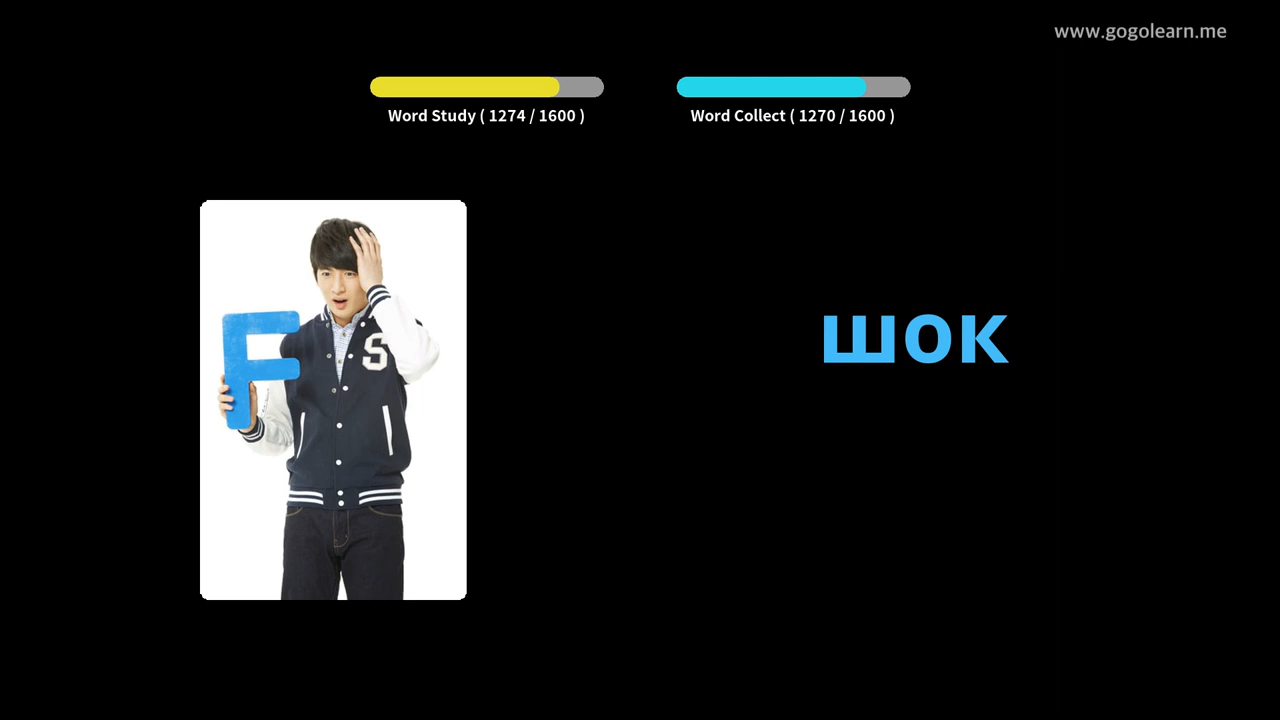 www.gogolearn.me
Word Study ( 1274 / 1600 )
Word Collect ( 1270 / 1600 )
F
S
шок